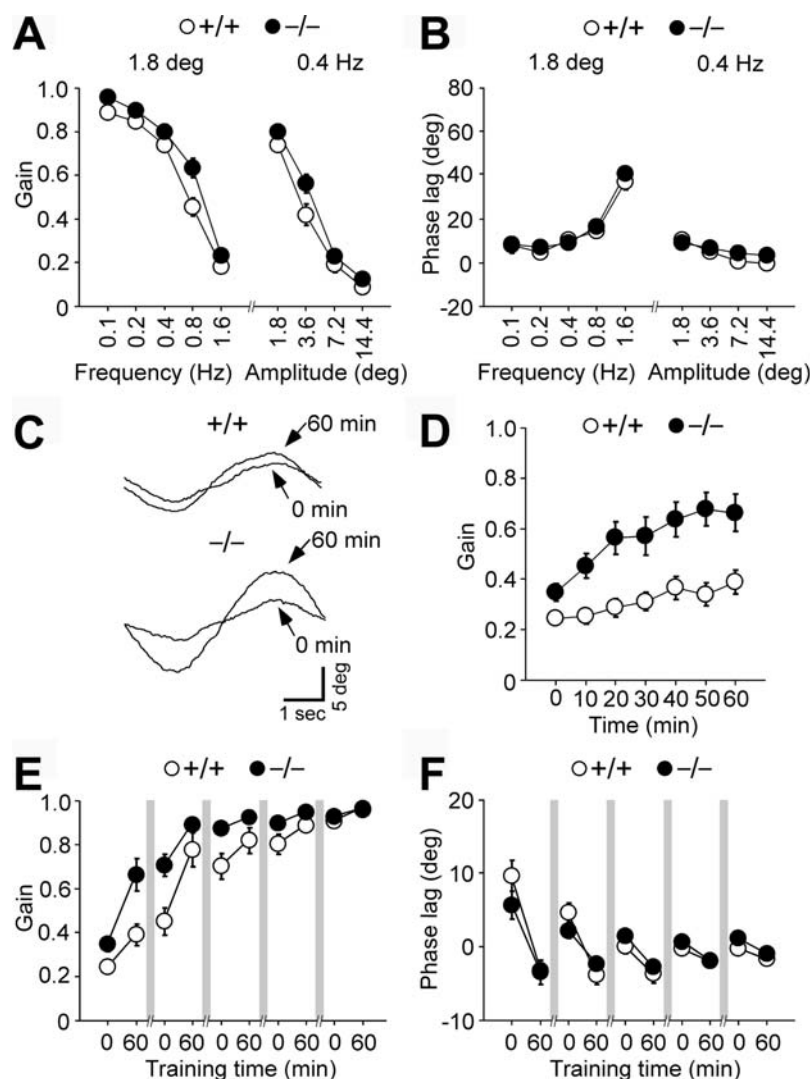 A
+/+ –/–
1.8 deg 0.4 Hz
Gain
1.0
0.8
0.6
0.4
0.2
0
0.1 0.2 0.4 0.8 1.6 1.8 3.6 7.2 14.4
Frequency (Hz) Amplitude (deg)
B
+/+ –/–
1.8 deg 0.4 Hz
Phase lag (deg)
80
60
40
20
0
-20
0.1 0.2 0.4 0.8 1.6 1.8 3.6 7.2 14.4
Frequency (Hz) Amplitude (deg)
C
+/+
60 min
0 min
–/–
60 min
0 min
5 deg
1 sec
D
+/+ –/–
Gain
1.0
0.8
0.6
0.4
0.2
0
0 10 20 30 40 50 60
Time (min)
E
+/+ –/–
Gain
1.0
0.8
0.6
0.4
0.2
0
0 60 0 60 0 60 0 60 0 60
Training time (min)
F
+/+ –/–
Phase lag (deg)
20
10
0
-10
0 60 0 60 0 60 0 60 0 60
Training time (min)